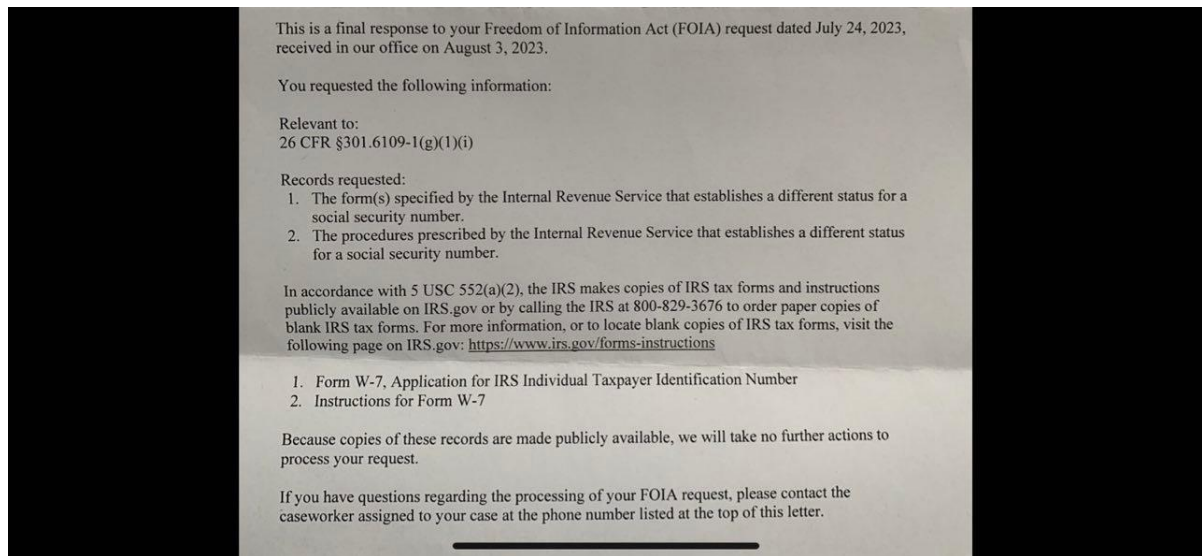 This is a final response to your Freedom of Information Act (FOIA) request dated July 24, 2023,
received in our office on August 3, 2023.
You requested the following information:
Relevant to:
26 CFR §301.6109-1(g)(1)(i)
Records requested:
1. The form(s) specified by the Internal Revenue Service that establishes a different status for a
social security number.
2. The procedures prescribed by the Internal Revenue Service that establishes a different status
for a social security number.
In accordance with 5 USC 552(a)(2), the IRS makes copies of IRS tax forms and instructions
publicly available on IRS.gov or by calling the IRS at 800-829-3676 to order paper copies of
blank IRS tax forms. For more information, or to locate blank copies of IRS tax forms, visit the
following page on IRS.gov: https://www.irs.gov/forms-instructions
1. Form W-7, Application for IRS Individual Taxpayer Identification Number
2. Instructions for Form W-7
Because copies of these records are made publicly available, we will take no further actions to
process your request.
If you have questions regarding the processing of your FOIA request, please contact the
caseworker assigned to your case at the phone number listed at the top of this letter.